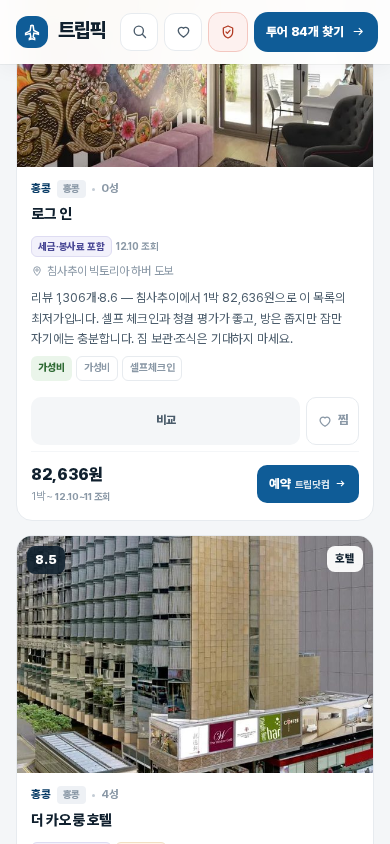 트립픽
투어 84개 찾기 →
홍콩 홍콩 • 0성
로그 인
세금·봉사료 포함 12.10 조회
침사추이 빅토리아하버 도보
리뷰 1,306개·8.6 — 침사추이에서 1박 82,636원으로 이 목록의
최저가입니다. 셀프 체크인과 청결 평가가 좋고, 방은 좁지만 잠만
자기에는 충분합니다. 짐 보관·조식은 기대하지 마세요.
가성비 가성비 셀프체크인
비교 찜
82,636원
1박~ 12.10~11 조회
예약 트립닷컴 →
8.5 호텔
홍콩 홍콩 • 4성
더 카오룽 호텔